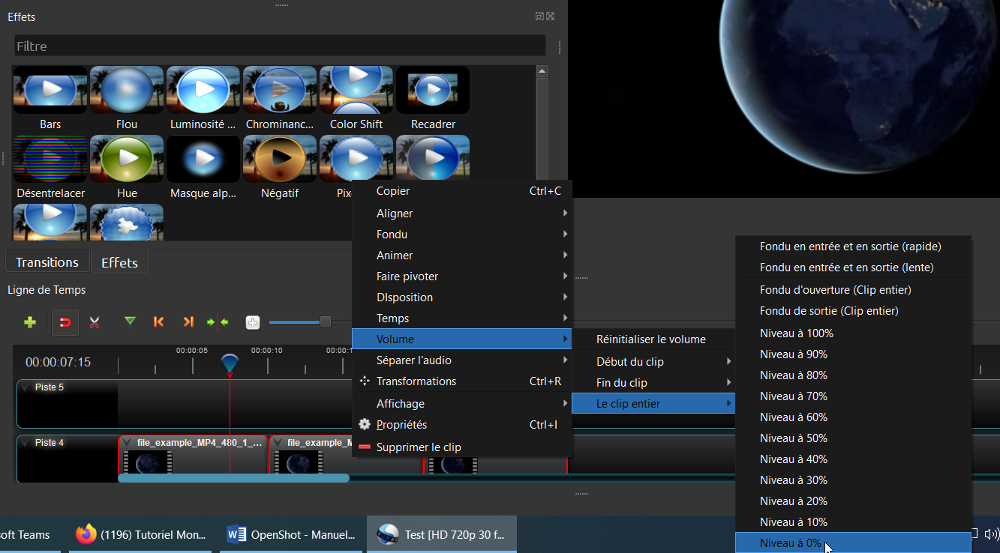 Effets
Filtre
Bars
Flou
Luminosité ...
Chrominanc...
Color Shift
Recadrer
Désentrelacer
Hue
Masque alp...
Négatif
Pix
Transitions
Effets
Ligne de Temps
00:00:07:15
00:00:05
00:00:10
00:00:1
Piste 5
Piste 4
file_example_MP4_480_1_...
file_example_M
Copier Ctrl+C
Aligner
Fondu
Animer
Faire pivoter
DIsposition
Temps
Volume
Séparer l'audio
Transformations Ctrl+R
Affichage
Propriétés Ctrl+I
Supprimer le clip
Réinitialiser le volume
Début du clip
Fin du clip
Le clip entier
Fondu en entrée et en sortie (rapide)
Fondu en entrée et en sortie (lente)
Fondu d'ouverture (Clip entier)
Fondu de sortie (Clip entier)
Niveau à 100%
Niveau à 90%
Niveau à 80%
Niveau à 70%
Niveau à 60%
Niveau à 50%
Niveau à 40%
Niveau à 30%
Niveau à 20%
Niveau à 10%
Niveau à 0%
oft Teams
(1196) Tutoriel Mon...
OpenShot - Manuel...
Test [HD 720p 30 f...